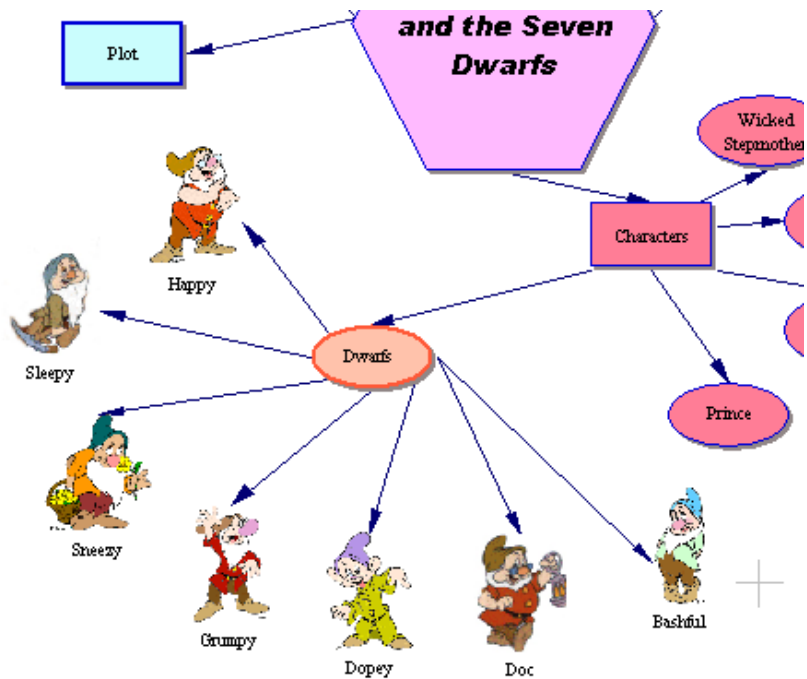 and the Seven
Dwarfs
Plot
Wicked
Stepmother
Characters
Happy
Dwarfs
Sleepy
Prince
Sneezy
Grumpy
Dopey
Doc
Bashful